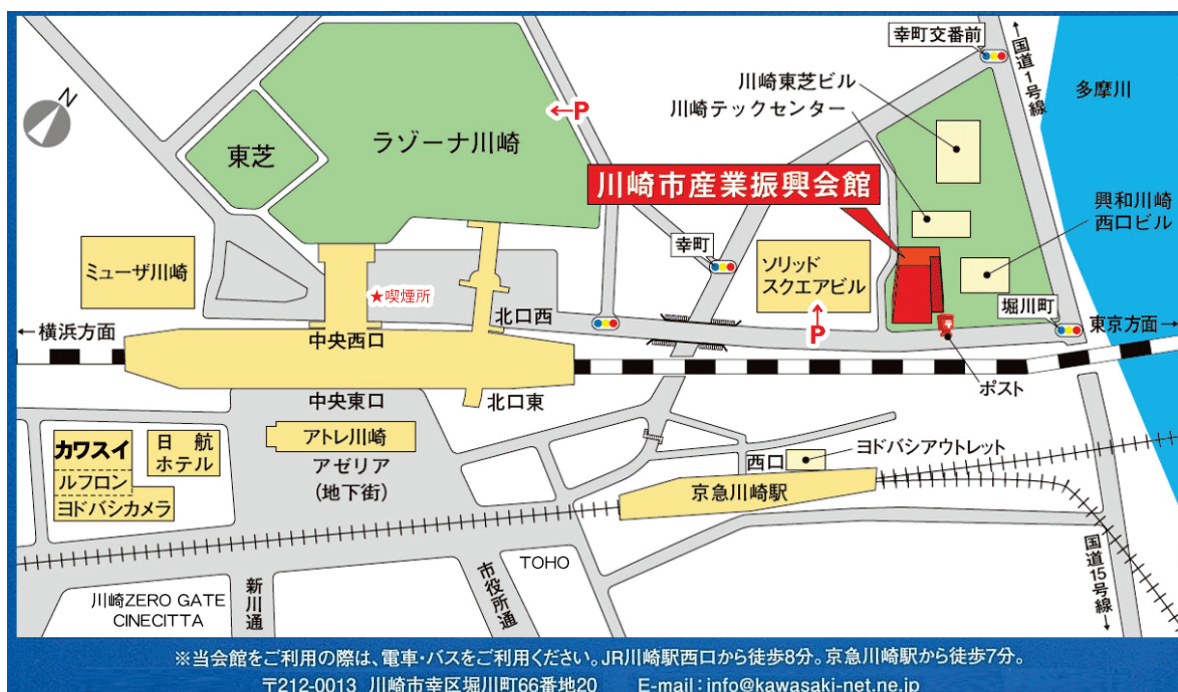 幸町交番前
↑国道1号線
多摩川
川崎東芝ビル
川崎テックセンター
N
←P
東芝
ラゾーナ川崎
川崎市産業振興会館
興和川崎
西口ビル
幸町
ミューザ川崎
ソリッド
スクエアビル
★喫煙所
堀川町
北口西
↑
P
〒
←横浜方面
中央西口
東京方面→
ポスト
中央東口
北口東
カワスイ
ルフロン
ヨドバシカメラ
日航
ホテル
アトレ川崎
アゼリア
(地下街)
西口
ヨドバシアウトレット
京急川崎駅
国道15号線↓
TOHO
川崎ZERO GATE
CINECITTA
新川通
市役所通
※当会館をご利用の際は、電車・バスをご利用ください。JR川崎駅西口から徒歩8分。京急川崎駅から徒歩7分。
〒212-0013 川崎市幸区堀川町66番地20 E-mail:info@kawasaki-net.ne.jp